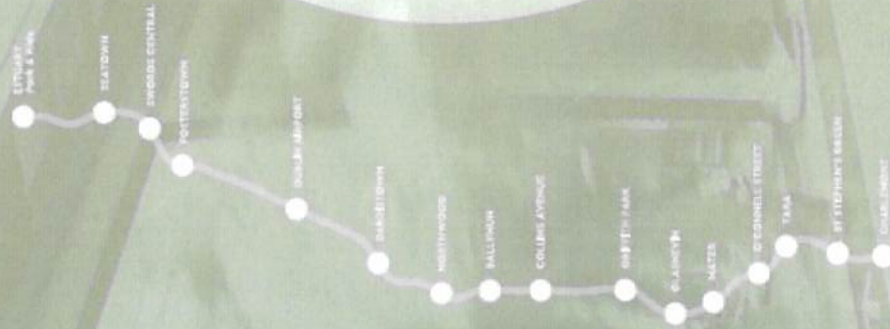 ESTUARY
Park & Ride
SEATOWN
SWORDS CENTRAL
FOSTERSTOWN
DUBLIN AIRPORT
DARDISTOWN
NORTHWOOD
BALLYMUN
COLLINS AVENUE
GRIFFITH PARK
GLASNEVIN
MATER
O'CONNELL STREET
TARA
ST STEPHEN'S GREEN
CHARLEMONT